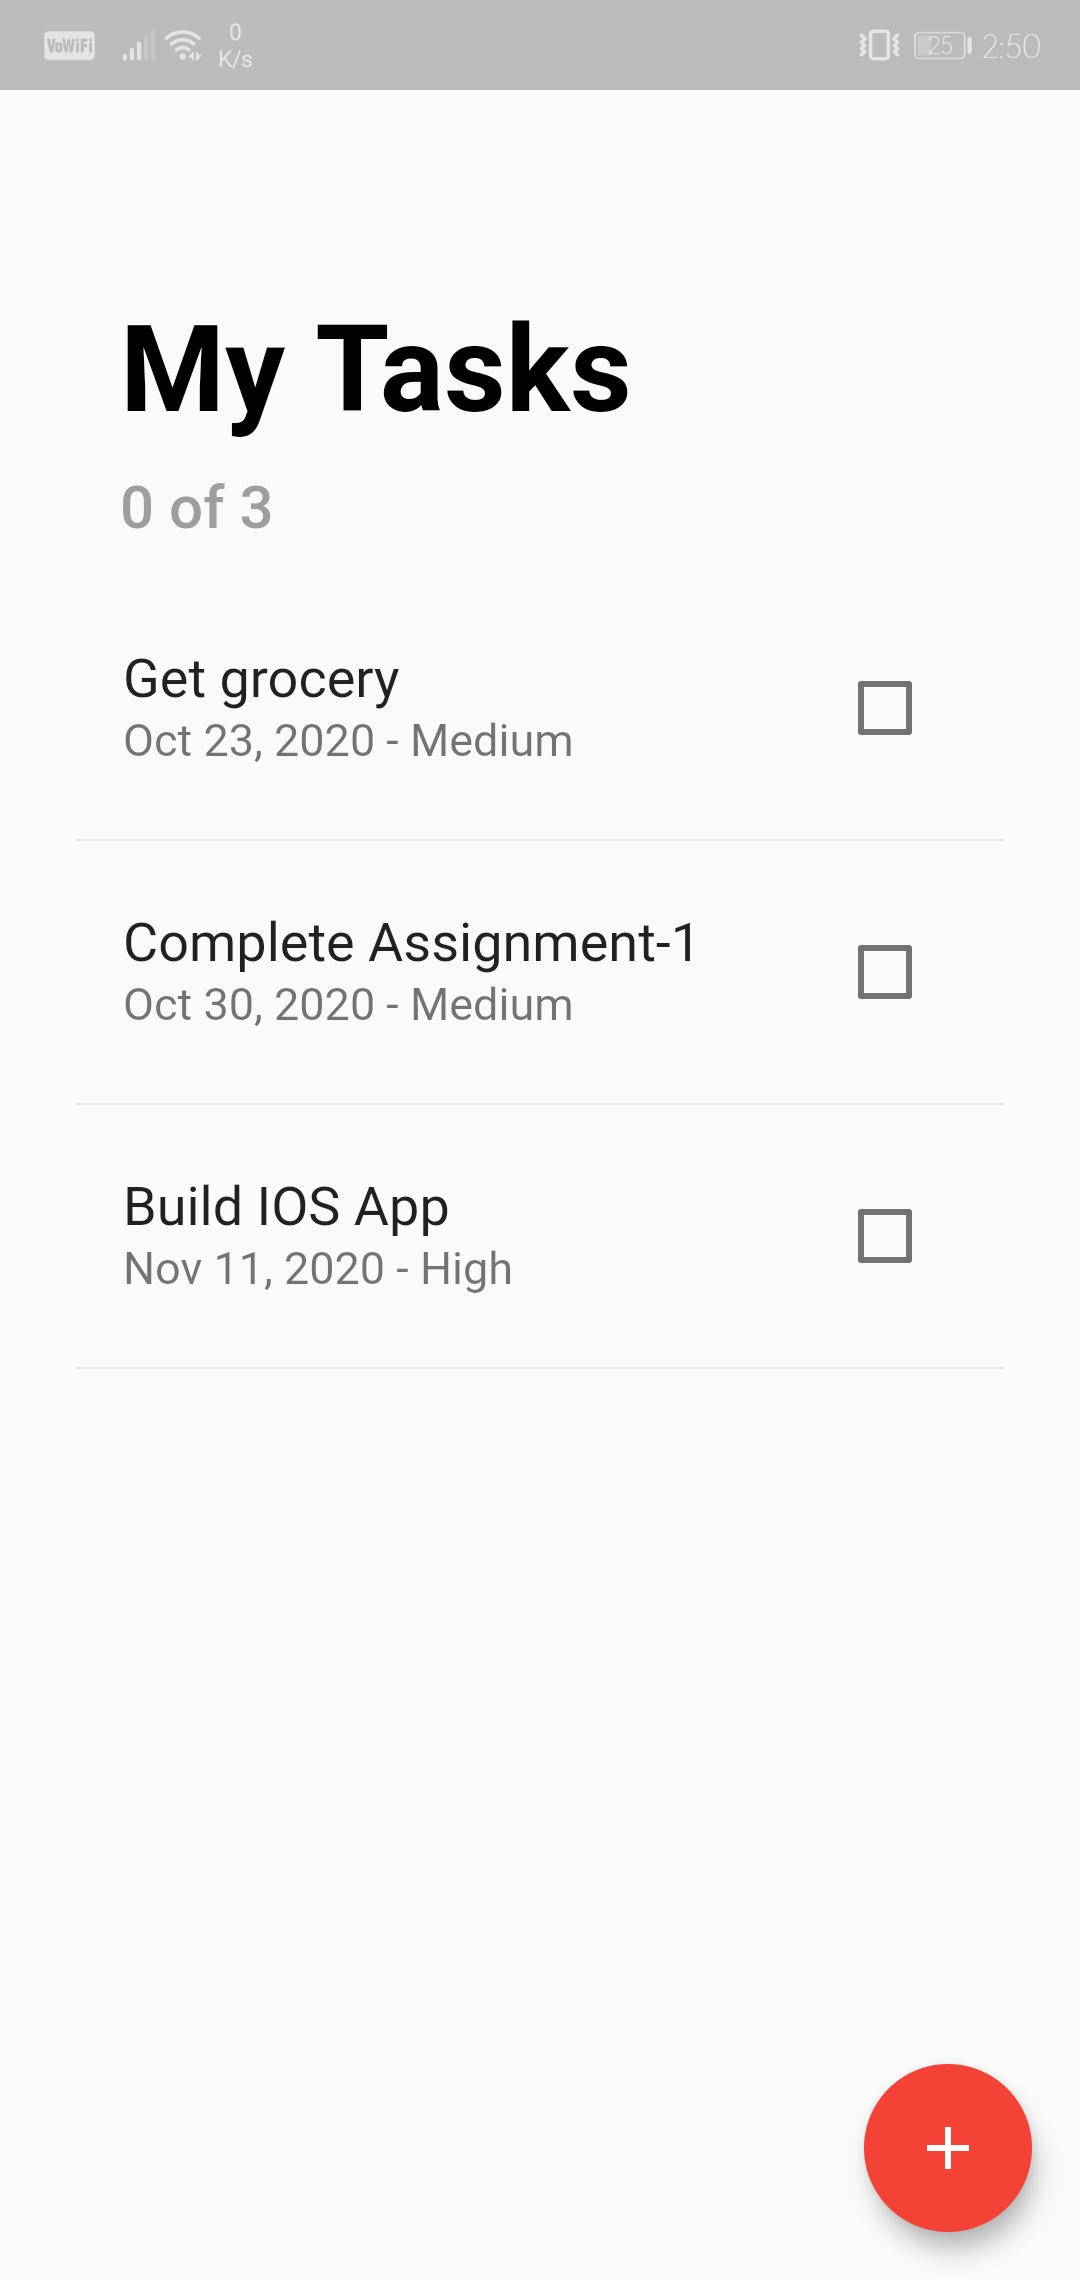 VoWiFi 0 K/s 25 2:50
My Tasks
0 of 3
Get grocery
Oct 23, 2020 - Medium
Complete Assignment-1
Oct 30, 2020 - Medium
Build IOS App
Nov 11, 2020 - High
+